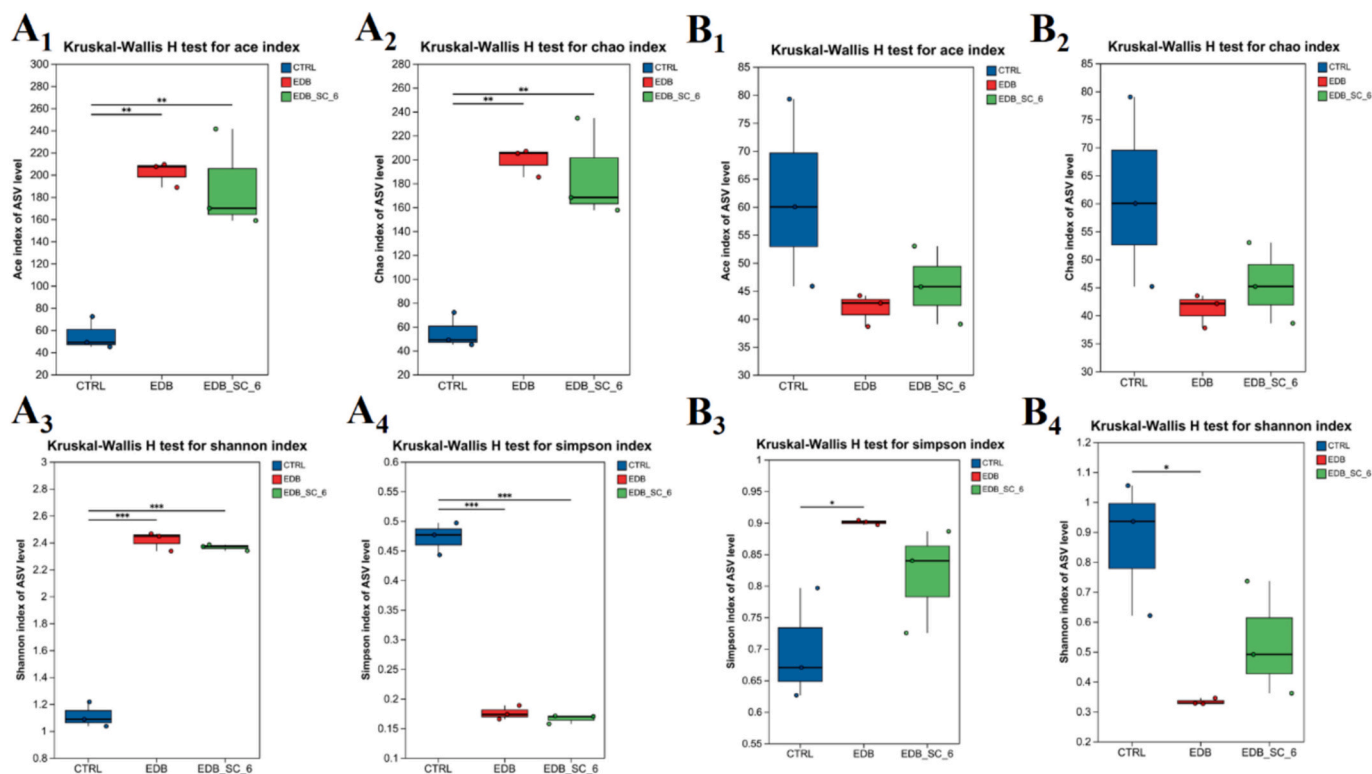 A1
Kruskal-Wallis H test for ace index
CTRL
EDB
EDB_SC_6
300
280
260
240
220
200
180
160
140
120
100
80
60
40
20
Ace index of ASV level
**
**
CTRL
EDB
EDB_SC_6
A2
Kruskal-Wallis H test for chao index
CTRL
EDB
EDB_SC_6
280
260
240
220
200
180
160
140
120
100
80
60
40
20
Chao index of ASV level
**
**
CTRL
EDB
EDB_SC_6
B1
Kruskal-Wallis H test for ace index
CTRL
EDB
EDB_SC_6
85
80
75
70
65
60
55
50
45
40
35
30
Ace index of ASV level
CTRL
EDB
EDB_SC_6
B2
Kruskal-Wallis H test for chao index
CTRL
EDB
EDB_SC_6
85
80
75
70
65
60
55
50
45
40
35
30
Chao index of ASV level
CTRL
EDB
EDB_SC_6
A3
Kruskal-Wallis H test for shannon index
CTRL
EDB
EDB_SC_6
3
2.8
2.6
2.4
2.2
2
1.8
1.6
1.4
1.2
1
0.8
Shannon index of ASV level
***
***
CTRL
EDB
EDB_SC_6
A4
Kruskal-Wallis H test for simpson index
CTRL
EDB
EDB_SC_6
0.6
0.55
0.5
0.45
0.4
0.35
0.3
0.25
0.2
0.15
0.1
Simpson index of ASV level
***
***
CTRL
EDB
EDB_SC_6
B3
Kruskal-Wallis H test for simpson index
CTRL
EDB
EDB_SC_6
1
0.95
0.9
0.85
0.8
0.75
0.7
0.65
0.6
0.55
Simpson index of ASV level
*
CTRL
EDB
EDB_SC_6
B4
Kruskal-Wallis H test for shannon index
CTRL
EDB
EDB_SC_6
1.2
1.1
1
0.9
0.8
0.7
0.6
0.5
0.4
0.3
0.2
Shannon index of ASV level
*
CTRL
EDB
EDB_SC_6